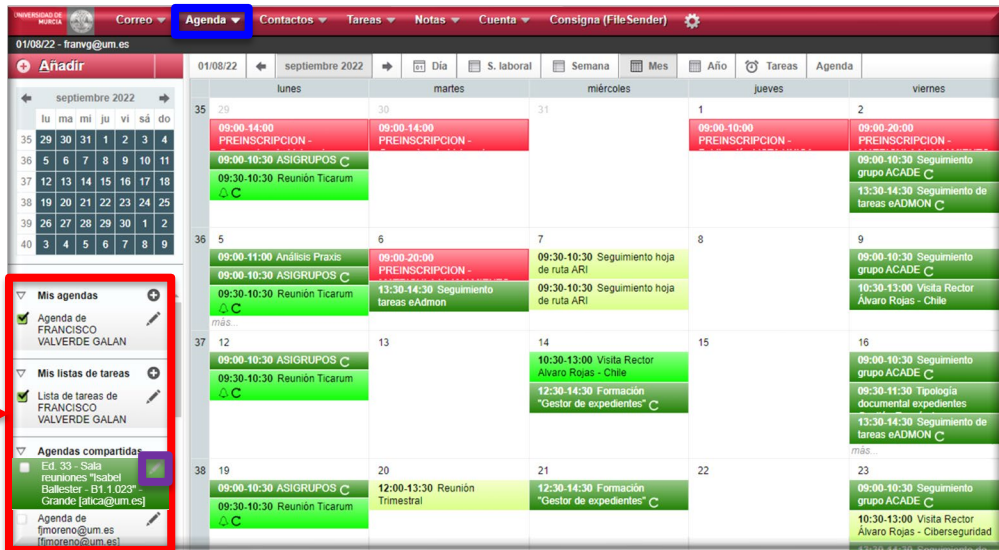 UNIVERSIDAD DE
MURCIA
Correo
Agenda
Contactos
Tareas
Notas
Cuenta
Consigna (FileSender)
01/08/22 - franvg@um.es
Añadir
01/08/22
septiembre 2022
Día
S. laboral
Semana
Mes
Año
Tareas
Agenda
septiembre 2022
lu ma mi ju vi sá do
35 29 30 31 1 2 3 4
36 5 6 7 8 9 10 11
37 12 13 14 15 16 17 18
38 19 20 21 22 23 24 25
39 26 27 28 29 30 1 2
40 3 4 5 6 7 8 9
Mis agendas
Agenda de
FRANCISCO
VALVERDE GALAN
Mis listas de tareas
Lista de tareas de
FRANCISCO
VALVERDE GALAN
Agendas compartidas
Ed. 33 - Sala
reuniones "Isabel
Ballester - B1.1.023" -
Grande [atica@um.es]
Agenda de
fjmoreno@um.es
[fjmoreno@um.es]
lunes martes miércoles jueves viernes
35 29 30 31 1 2
09:00-14:00
PREINSCRIPCION -
09:00-10:30 ASIGRUPOS
09:30-10:30 Reunión Ticarum
09:00-14:00
PREINSCRIPCION -
09:00-10:00
PREINSCRIPCION -
09:00-20:00
PREINSCRIPCION -
09:00-10:30 Seguimiento
grupo ACADE
13:30-14:30 Seguimiento de
tareas eADMON
36 5 6 7 8 9
09:00-11:00 Análisis Praxis
09:00-10:30 ASIGRUPOS
09:30-10:30 Reunión Ticarum
más...
09:00-20:00
PREINSCRIPCION -
13:30-14:30 Seguimiento
tareas eAdmon
09:30-10:30 Seguimiento hoja
de ruta ARI
09:30-10:30 Seguimiento hoja
de ruta ARI
09:00-10:30 Seguimiento
grupo ACADE
10:30-13:00 Visita Rector
Álvaro Rojas - Chile
37 12 13 14 15 16
09:00-10:30 ASIGRUPOS
09:30-10:30 Reunión Ticarum
10:30-13:00 Visita Rector
Alvaro Rojas - Chile
12:30-14:30 Formación
"Gestor de expedientes"
09:00-10:30 Seguimiento
grupo ACADE
09:30-11:30 Tipología
documental expedientes
13:30-14:30 Seguimiento de
tareas eADMON
más...
38 19 20 21 22 23
09:00-10:30 ASIGRUPOS
09:30-10:30 Reunión Ticarum
12:00-13:30 Reunión
Trimestral
12:30-14:30 Formación
"Gestor de expedientes"
09:00-10:30 Seguimiento
grupo ACADE
10:30-13:00 Visita Rector
Álvaro Rojas - Ciberseguridad